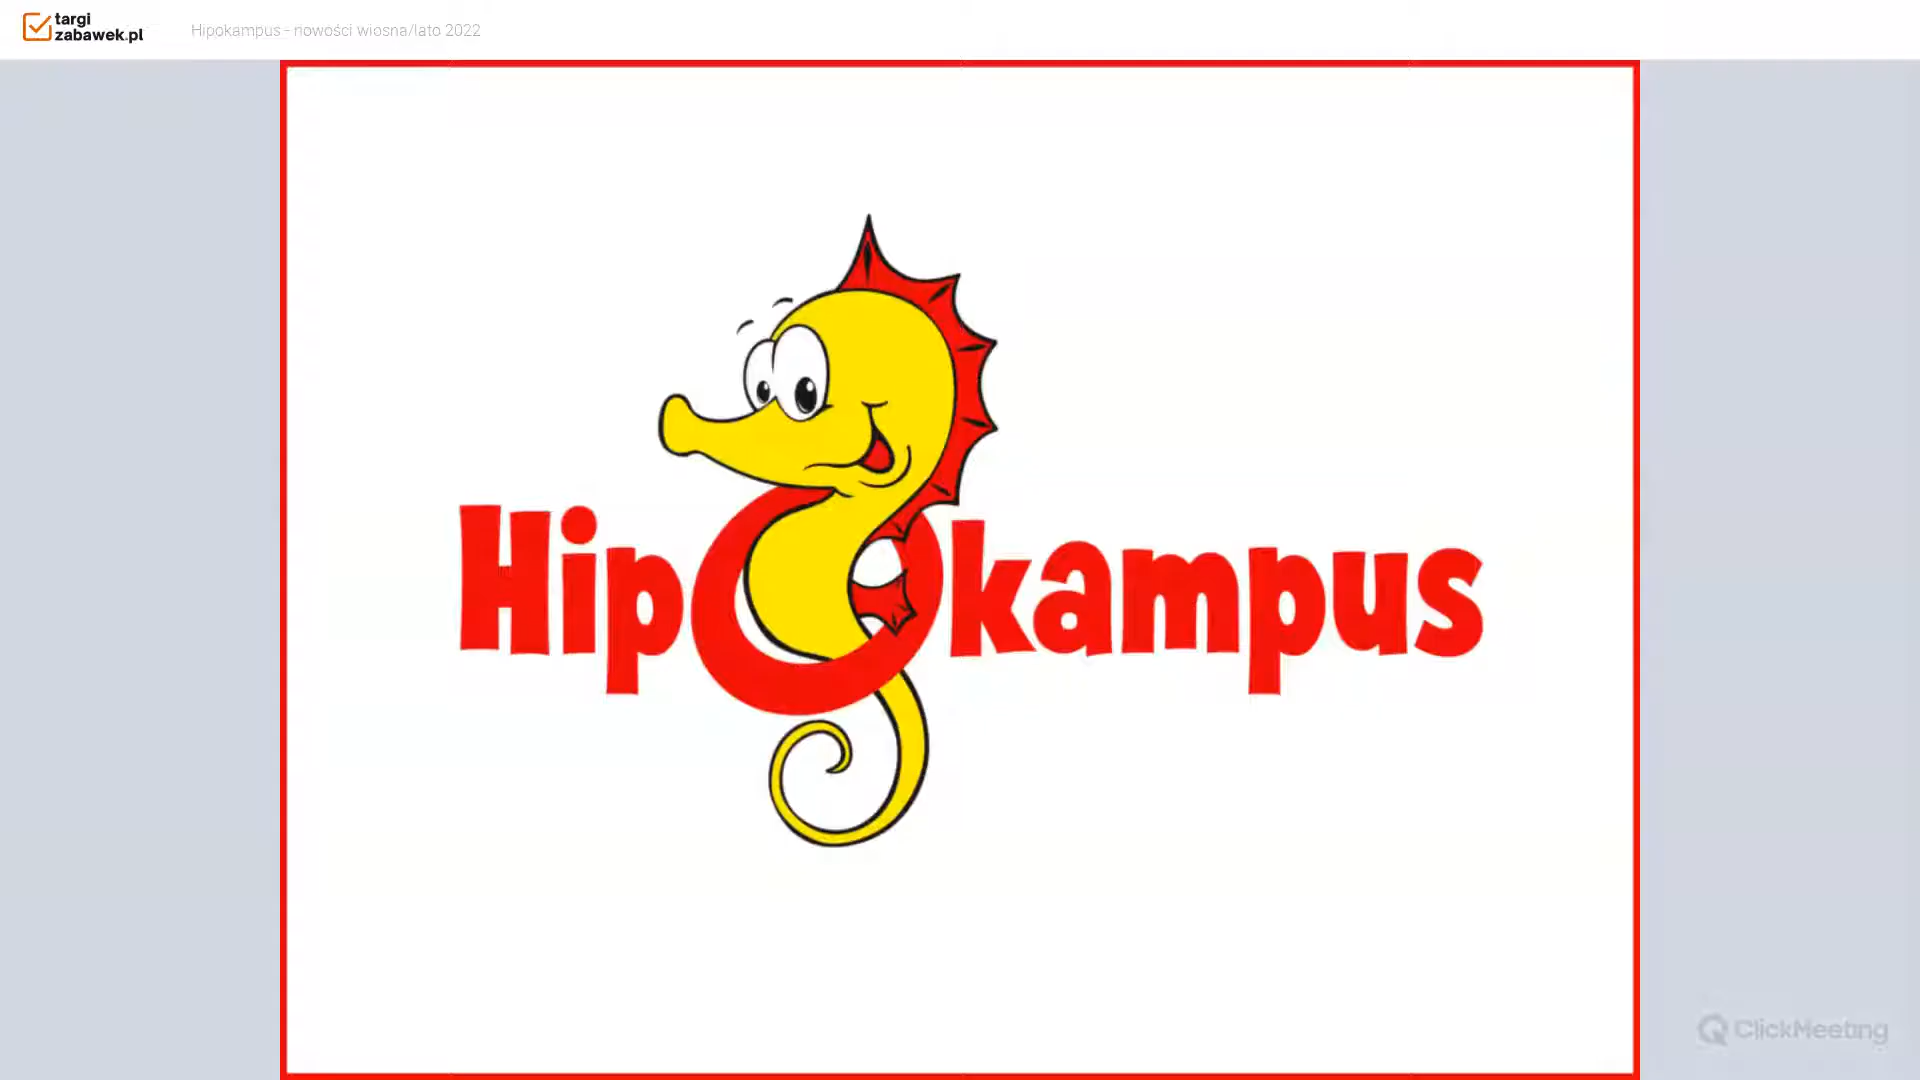 targi
zabawek.pl
Hipokampus - nowości wiosna/lato 2022
Hipokampus
ClickMeeting